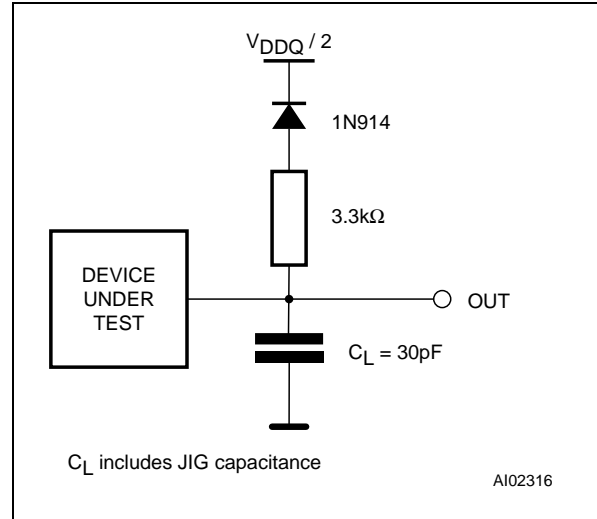 VDDQ / 2
1N914
3.3kΩ
DEVICE
UNDER
TEST
OUT
CL = 30pF
CL includes JIG capacitance
AI02316